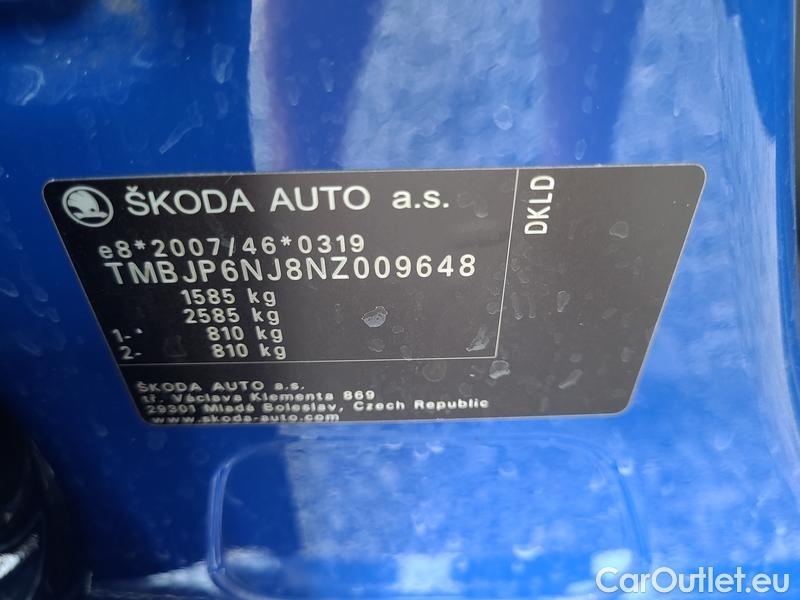 ŠKODA AUTO a.s.
DKLD
e8*2007/46*0319
TMBJP6NJ8NZ009648
1585 kg
2585 kg
1- 810 kg
2- 810 kg
ŠKODA AUTO a.s.
tř. Václava Klementa 869
29301 Mladá Boleslav, Czech Republic
www.skoda-auto.com
CarOutlet.eu